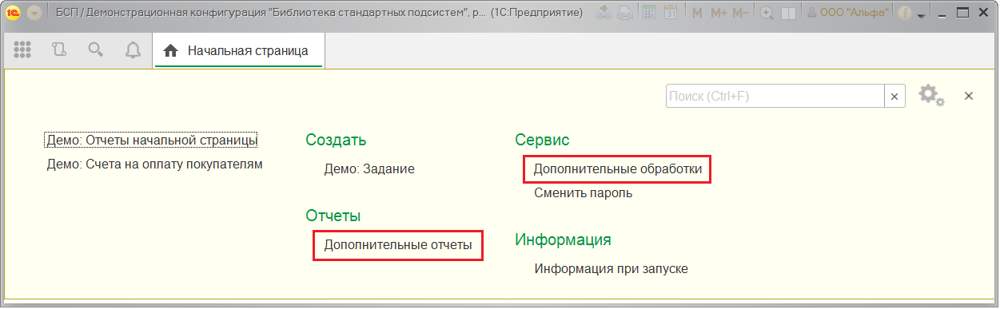 1С БСП / Демонстрационная конфигурация "Библиотека стандартных подсистем", р... (1С:Предприятие) 31 M M+ M- ООО "Альфа"
Начальная страница
Поиск (Ctrl+F)
Демо: Отчеты начальной страницы
Демо: Счета на оплату покупателям
Создать
Демо: Задание
Отчеты
Дополнительные отчеты
Сервис
Дополнительные обработки
Сменить пароль
Информация
Информация при запуске